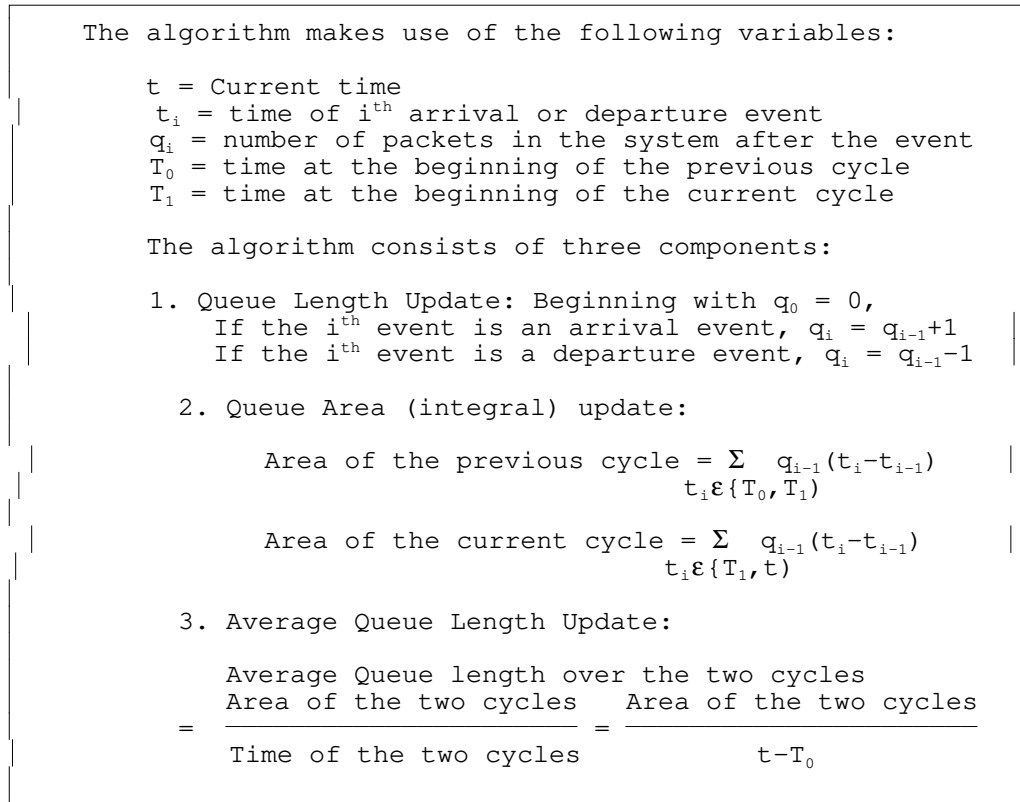 The algorithm makes use of the following variables:
t = Current time
tᵢ = time of iᵗʰ arrival or departure event
qᵢ = number of packets in the system after the event
T₀ = time at the beginning of the previous cycle
T₁ = time at the beginning of the current cycle
The algorithm consists of three components:
1. Queue Length Update: Beginning with q₀ = 0,
If the iᵗʰ event is an arrival event, qᵢ = qᵢ₋₁+1
If the iᵗʰ event is a departure event, qᵢ = qᵢ₋₁−1
2. Queue Area (integral) update:
Area of the previous cycle = Σ qᵢ₋₁(tᵢ−tᵢ₋₁)
tᵢε{T₀,T₁)
Area of the current cycle = Σ qᵢ₋₁(tᵢ−tᵢ₋₁)
tᵢε{T₁,t)
3. Average Queue Length Update:
Average Queue length over the two cycles
Area of the two cycles Area of the two cycles
= =
Time of the two cycles t−T₀